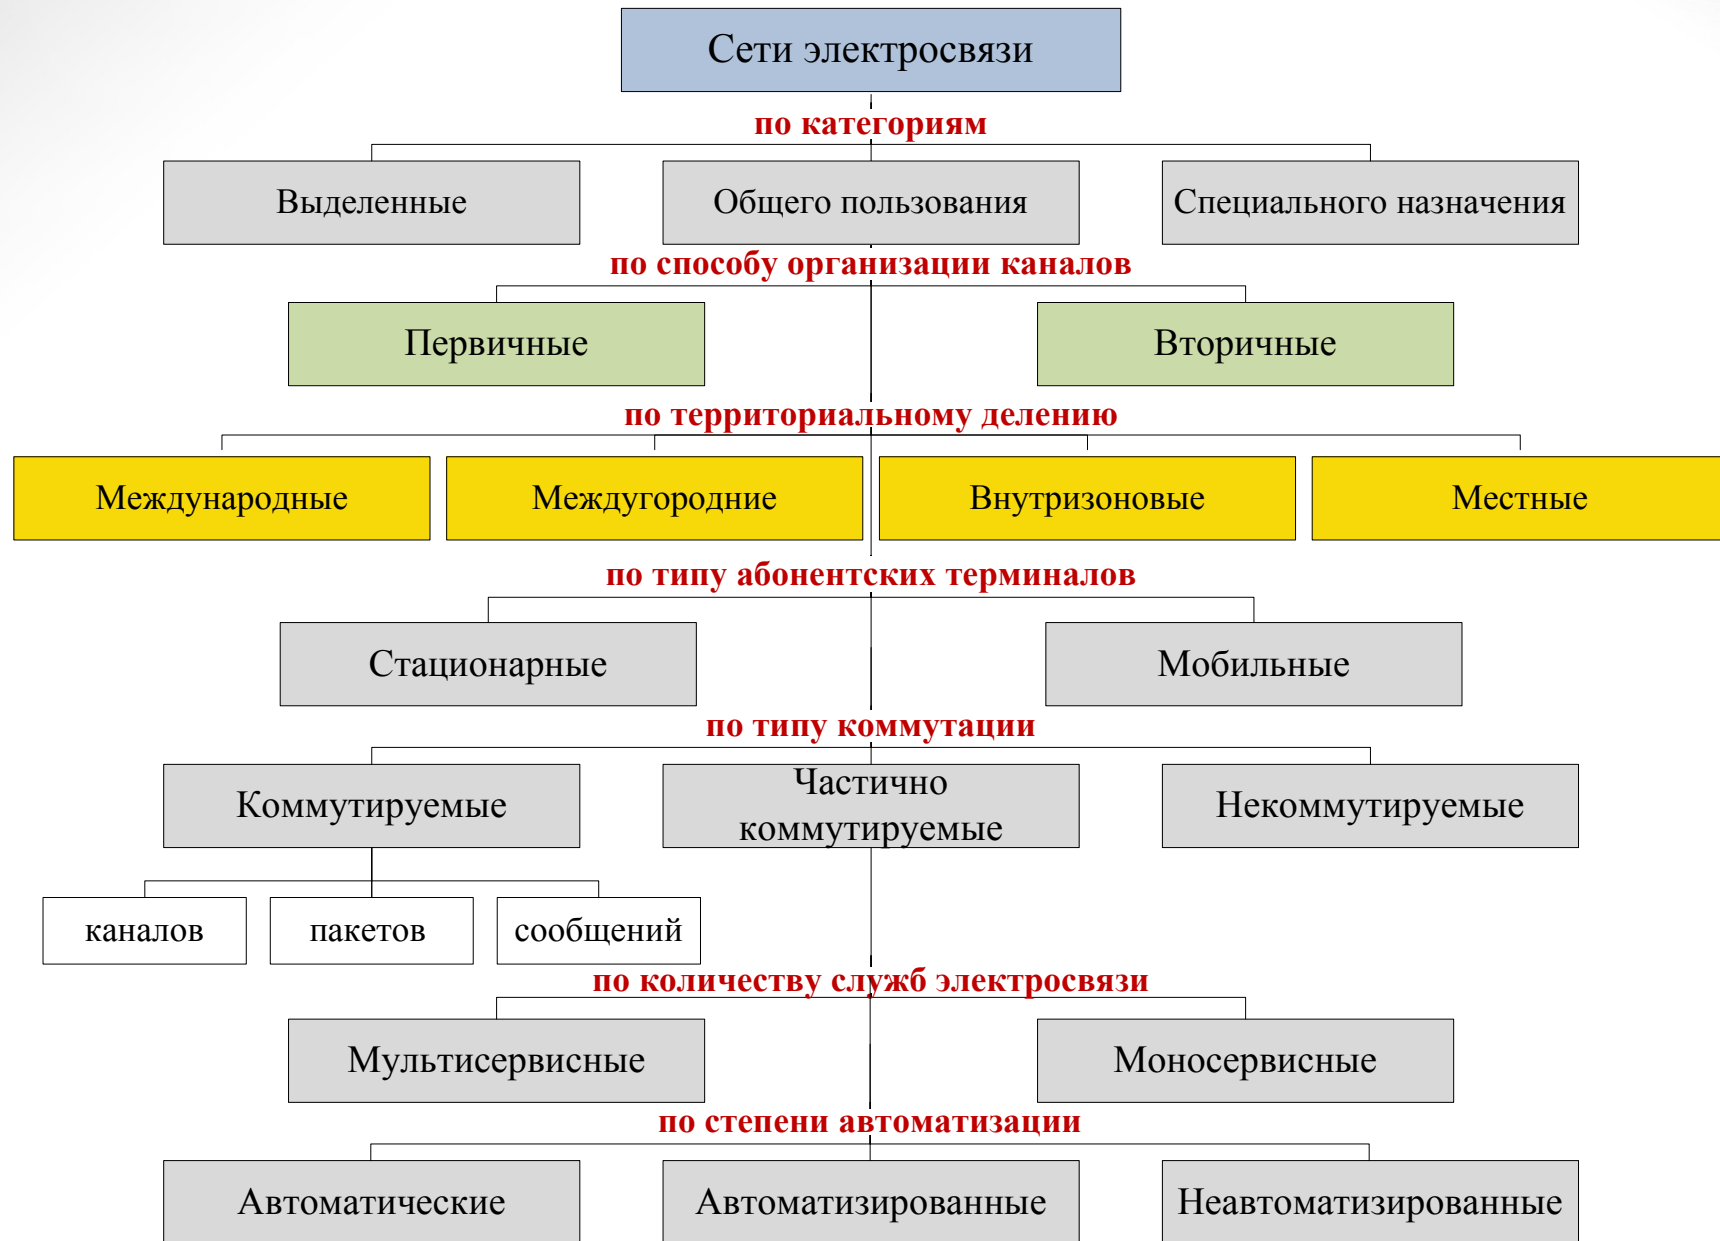 Сети электросвязи
по категориям
Выделенные
Общего пользования
Специального назначения
по способу организации каналов
Первичные
Вторичные
по территориальному делению
Международные
Междугородние
Внутризоновые
Местные
по типу абонентских терминалов
Стационарные
Мобильные
по типу коммутации
Коммутируемые
Частично
коммутируемые
Некоммутируемые
каналов
пакетов
сообщений
по количеству служб электросвязи
Мультисервисные
Моносервисные
по степени автоматизации
Автоматические
Автоматизированные
Неавтоматизированные